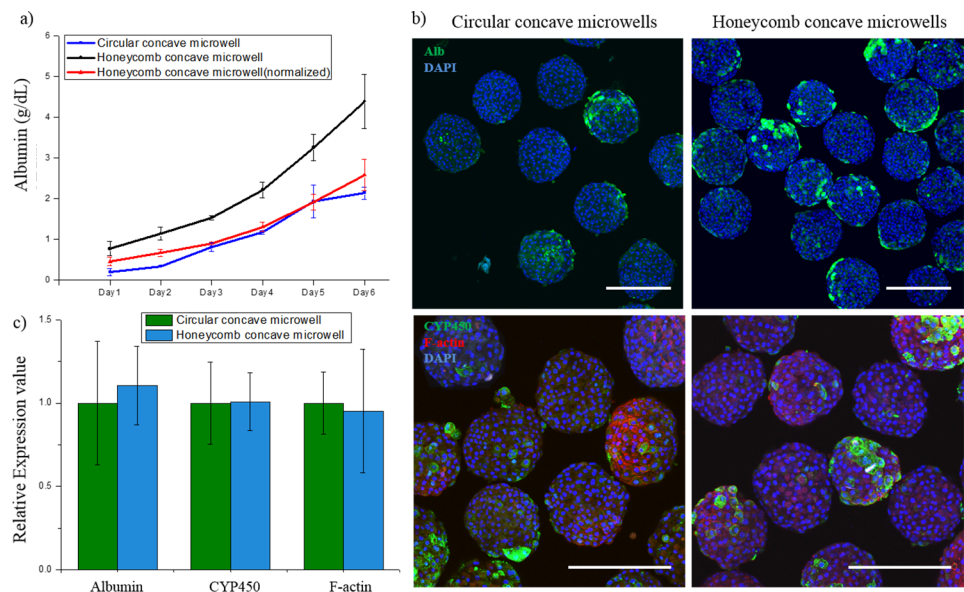 a)
Circular concave microwell
Honeycomb concave microwell
Honeycomb concave microwell(normalized)
Albumin (g/dL)
6
5
4
3
2
1
0
Day1 Day2 Day3 Day4 Day5 Day6
b)
Circular concave microwells Honeycomb concave microwells
Alb
DAPI
CYP450
F-actin
DAPI
c)
Circular concave microwell
Honeycomb concave microwell
Relative Expression value
1.5
1.0
0.5
0.0
Albumin CYP450 F-actin